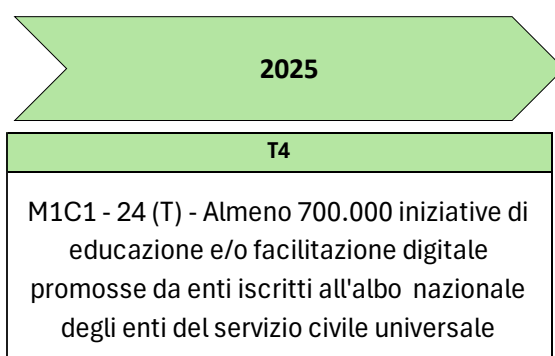 2025
T4
M1C1 - 24 (T) - Almeno 700.000 iniziative di
educazione e/o facilitazione digitale
promosse da enti iscritti all'albo  nazionale
degli enti del servizio civile universale